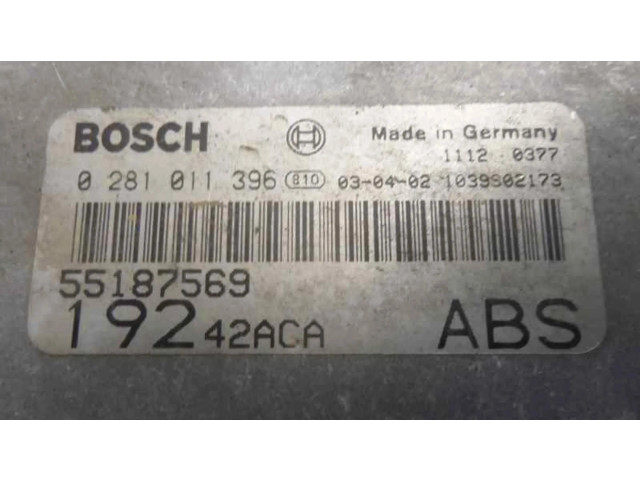 BOSCH Made in Germany
1112 0377
0 281 011 396 810 03-04-02 1039S02173
55187569
192 42ACA ABS